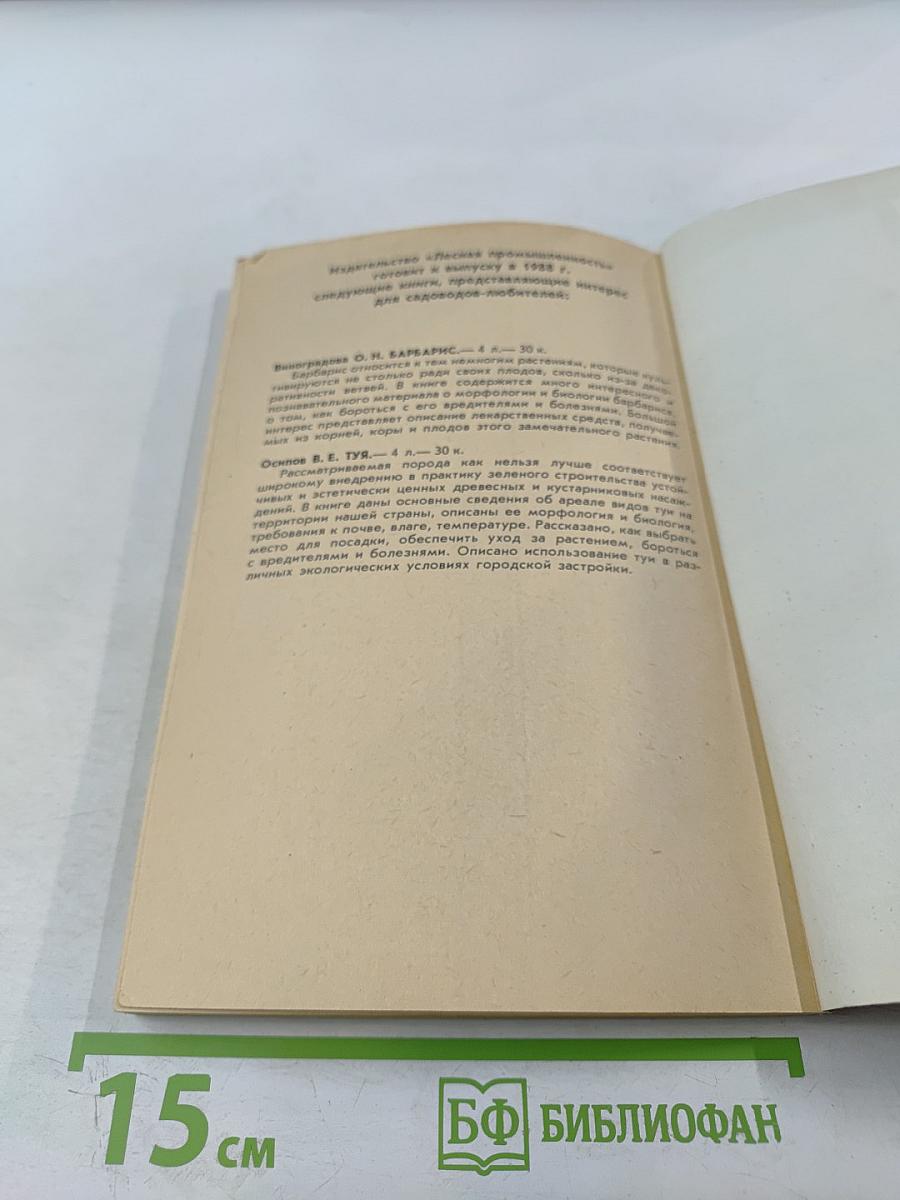 Издательство «Лесная промышленность»
готовит к выпуску в 1988 г.
следующие книги, представляющие интерес
для садоводов-любителей:
Виноградова О. Н. БАРБАРИС.— 4 л.— 30 к.
Барбарис относится к тем немногим растениям, которые куль-
тивируются не столько ради своих плодов, сколько из-за деко-
ративности ветвей. В книге содержится много интересного и
познавательного материала о морфологии и биологии барбариса,
о том, как бороться с его вредителями и болезнями. Большой
интерес представляет описание лекарственных средств, получае-
мых из корней, коры и плодов этого замечательного растения.
Осипов В. Е. ТУЯ.— 4 л.— 30 к.
Рассматриваемая порода как нельзя лучше соответствует
широкому внедрению в практику зеленого строительства устой-
чивых и эстетически ценных древесных и кустарниковых насаж-
дений. В книге даны основные сведения об ареале видов туи на
территории нашей страны, описаны ее морфология и биология,
требования к почве, влаге, температуре. Рассказано, как выбрать
место для посадки, обеспечить уход за растением, бороться
с вредителями и болезнями. Описано использование туи в раз-
личных экологических условиях городской застройки.
15 см
БФ БИБЛИОФАН